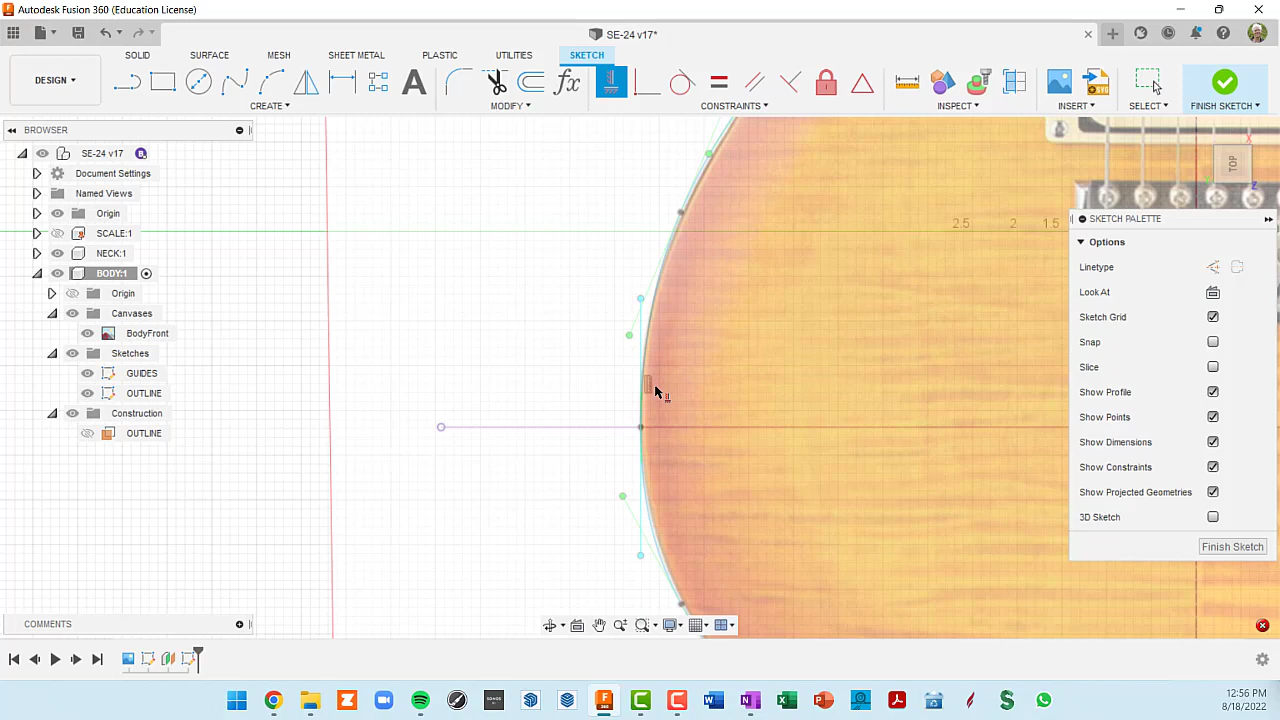 Autodesk Fusion 360 (Education License)
SE-24 v17*
DESIGN
SOLID
SURFACE
MESH
SHEET METAL
PLASTIC
UTILITIES
SKETCH
CREATE
MODIFY
CONSTRAINTS
INSPECT
INSERT
SELECT
FINISH SKETCH
BROWSER
SE-24 v17
Document Settings
Named Views
Origin
SCALE:1
NECK:1
BODY:1
Origin
Canvases
BodyFront
Sketches
GUIDES
OUTLINE
Construction
OUTLINE
2.5 2 1.5
TOP
X
Z
SKETCH PALETTE
Options
Linetype
Look At
Sketch Grid
Snap
Slice
Show Profile
Show Points
Show Dimensions
Show Constraints
Show Projected Geometries
3D Sketch
Finish Sketch
COMMENTS
12:56 PM
8/18/2022